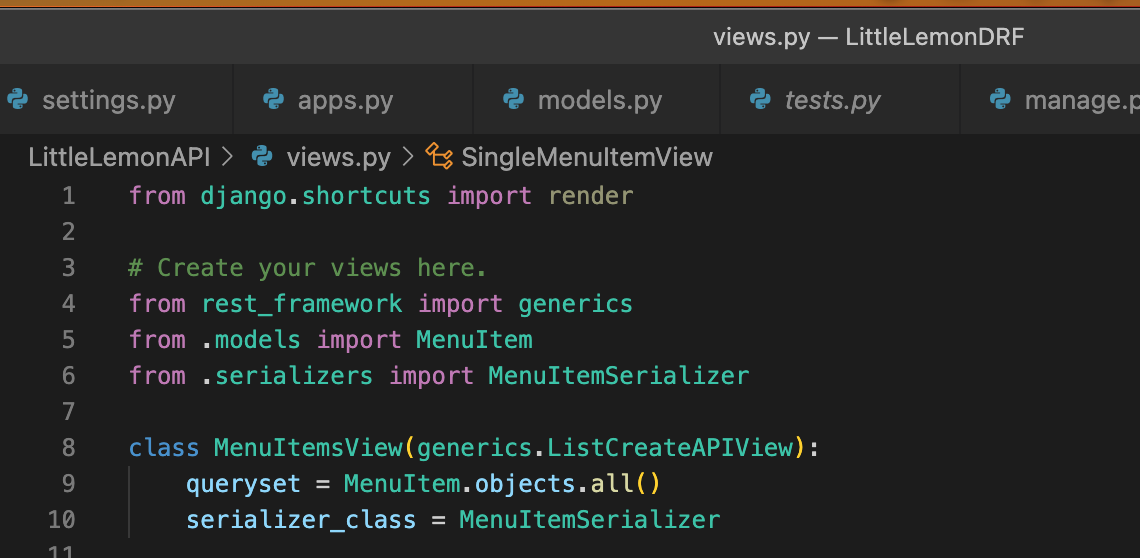 views.py — LittleLemonDRF
settings.py apps.py models.py tests.py manage.p
LittleLemonAPI > views.py > SingleMenuItemView
1 from django.shortcuts import render
2
3 # Create your views here.
4 from rest_framework import generics
5 from .models import MenuItem
6 from .serializers import MenuItemSerializer
7
8 class MenuItemsView(generics.ListCreateAPIView):
9     queryset = MenuItem.objects.all()
10     serializer_class = MenuItemSerializer
11